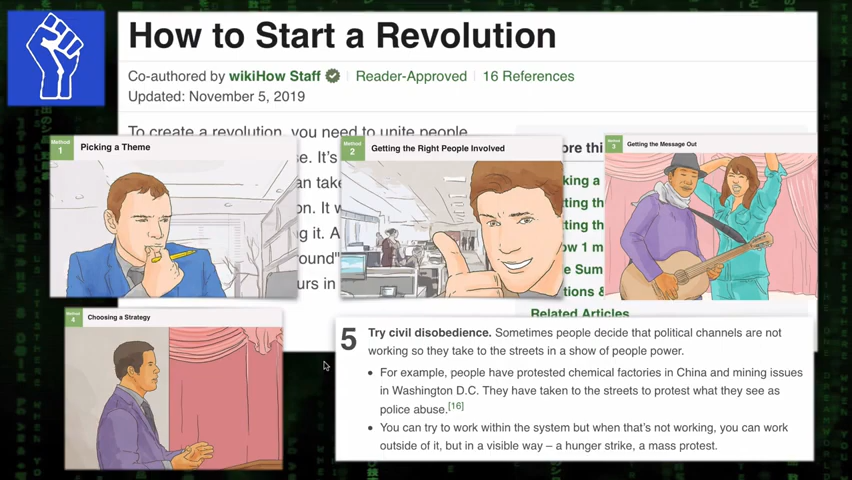 How to Start a Revolution
Co-authored by wikiHow Staff Reader-Approved 16 References
Updated: November 5, 2019
To create a revolution, you need to unite people
Method 1 Picking a Theme
Method 2 Getting the Right People Involved
Method 3 Getting the Message Out
Related Articles
Method 4 Choosing a Strategy
5 Try civil disobedience. Sometimes people decide that political channels are not
working so they take to the streets in a show of people power.
• For example, people have protested chemical factories in China and mining issues
in Washington D.C. They have taken to the streets to protest what they see as
police abuse.[16]
• You can try to work within the system but when that's not working, you can work
outside of it, but in a visible way – a hunger strike, a mass protest.